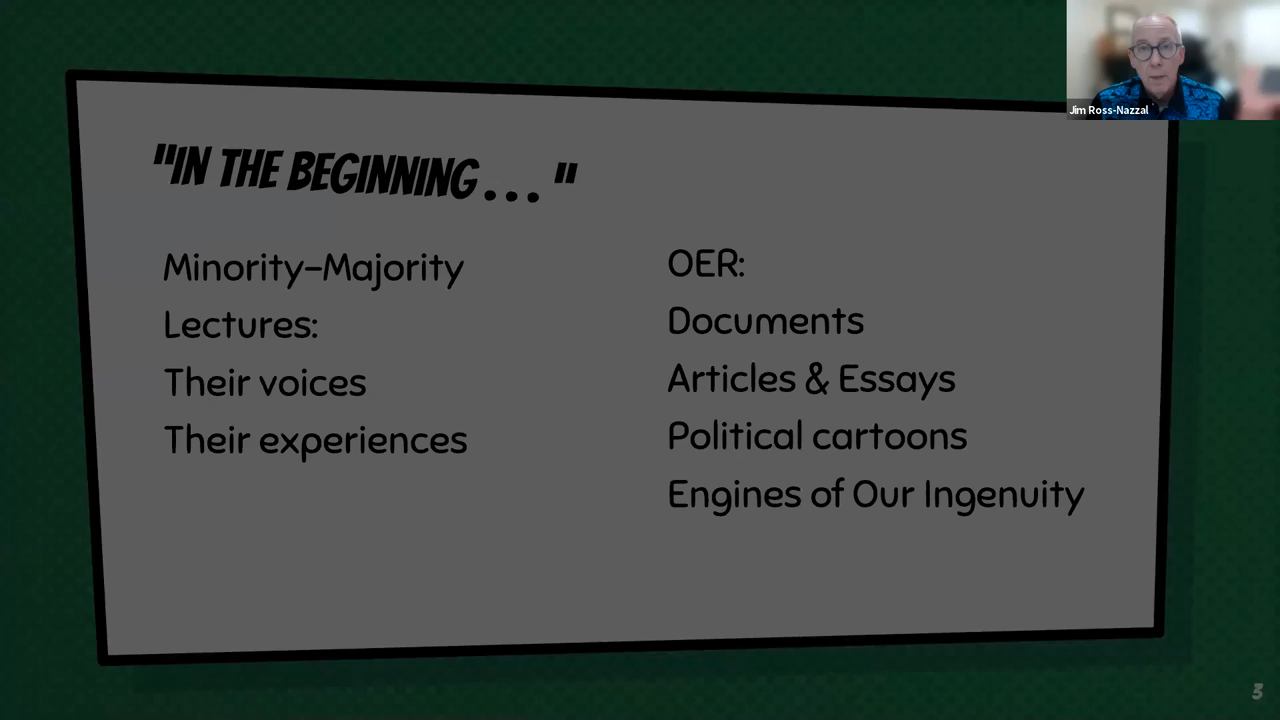 "IN THE BEGINNING . . . "
Minority-Majority
Lectures:
Their voices
Their experiences
OER:
Documents
Articles & Essays
Political cartoons
Engines of Our Ingenuity
Jim Ross-Nazzal
3